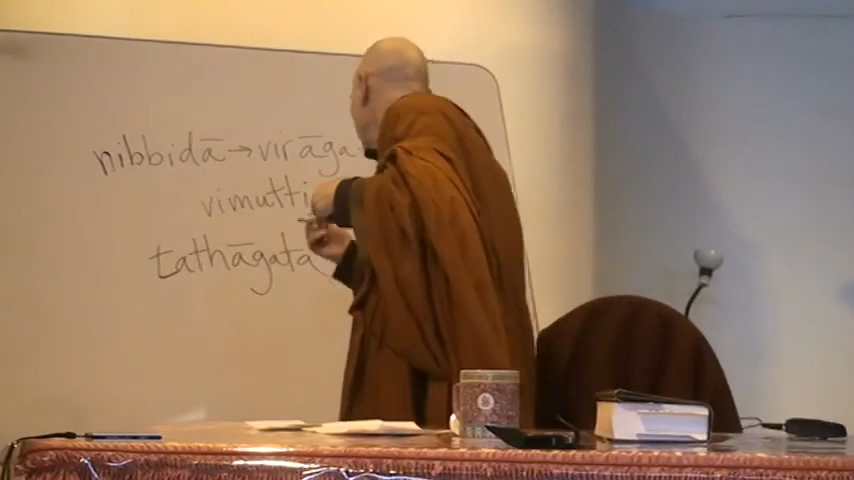 nibbidā → virāga
vimutti
tathāgata